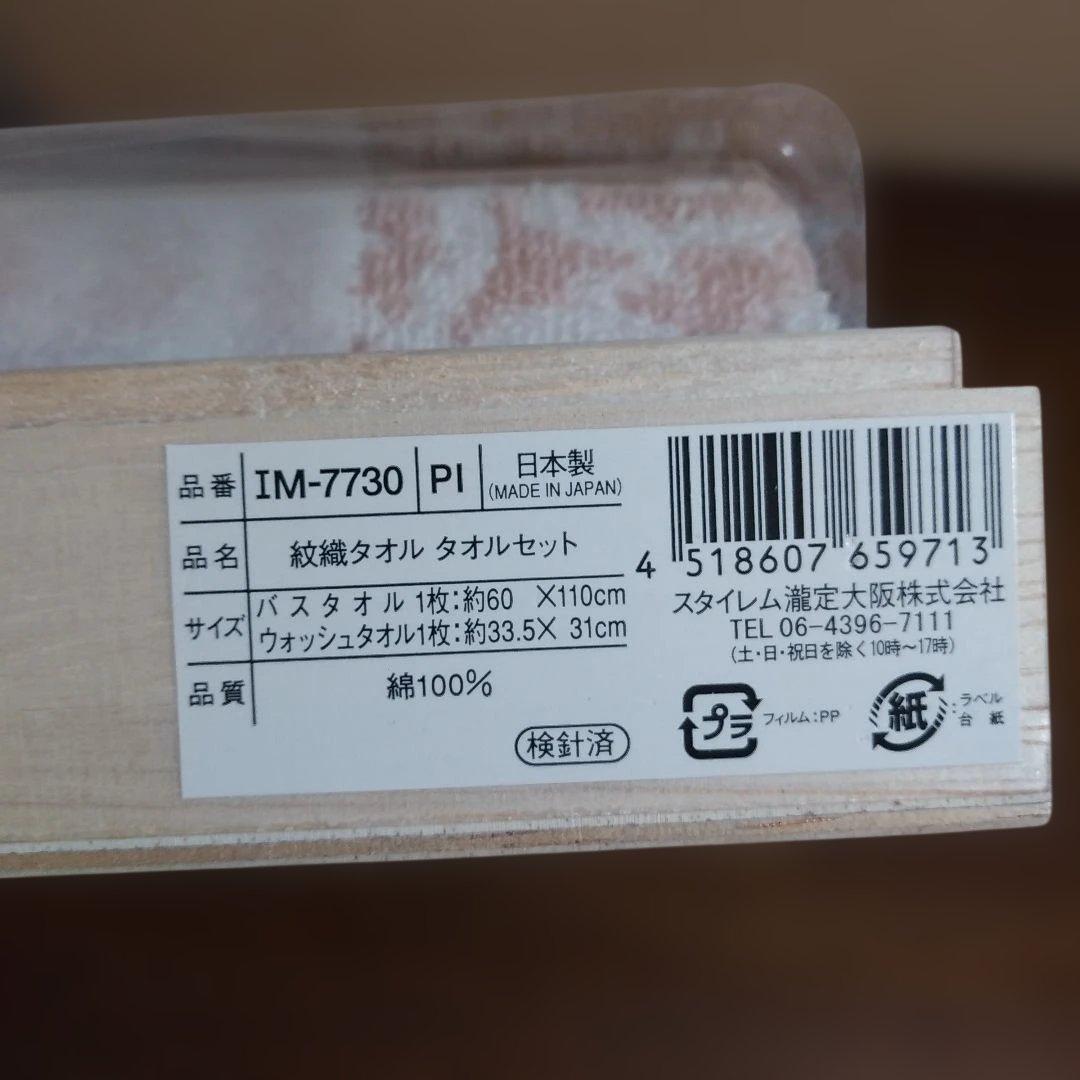 品番 IM-7730 PI 日本製
(MADE IN JAPAN)
品名 紋織タオル タオルセット
サイズ バスタオル 1枚:約60 ×110cm
ウォッシュタオル1枚:約33.5× 31cm
品質 綿100%
検針済
4 518607 659713
スタイレム瀧定大阪株式会社
TEL 06-4396-7111
(土・日・祝日を除く10時〜17時)
プラ フィルム:PP
紙 :ラベル
台紙